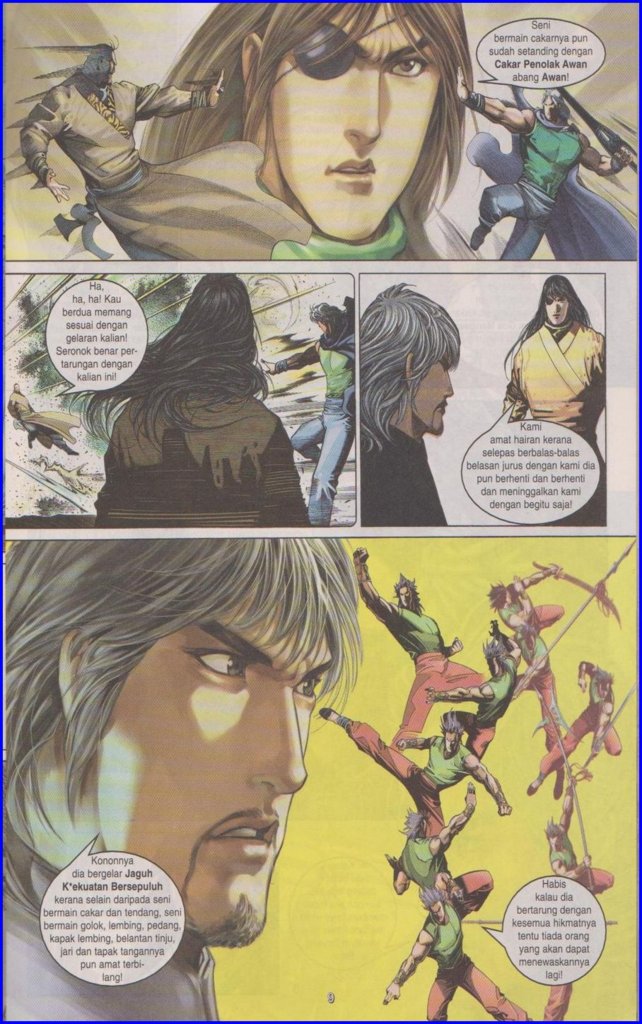 Seni
bermain cakarnya pun
sudah setanding dengan
Cakar Penolak Awan
abang Awan!
Ha,
ha, ha! Kau
berdua memang
sesuai dengan
gelaran kalian!
Seronok benar per-
tarungan dengan
kalian ini!
Kami
amat hairan kerana
selepas berbalas-balas
belasan jurus dengan kami dia
pun berhenti dan berhenti
dan meninggalkan kami
dengan begitu saja!
Kononnya
dia bergelar Jaguh
K*ekuatan Bersepuluh
kerana selain daripada seni
bermain cakar dan tendang, seni
bermain golok, lembing, pedang,
kapak lembing, belantan tinju,
jari dan tapak tangannya
pun amat terbi-
lang!
Habis
kalau dia
bertarung dengan
kesemua hikmatnya
tentu tiada orang
yang akan dapat
menewaskannya
lagi!
9